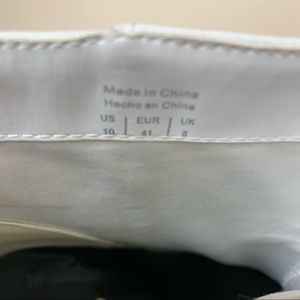 Made in China
Hecho en China
US | EUR | UK
10 | 41 | 8